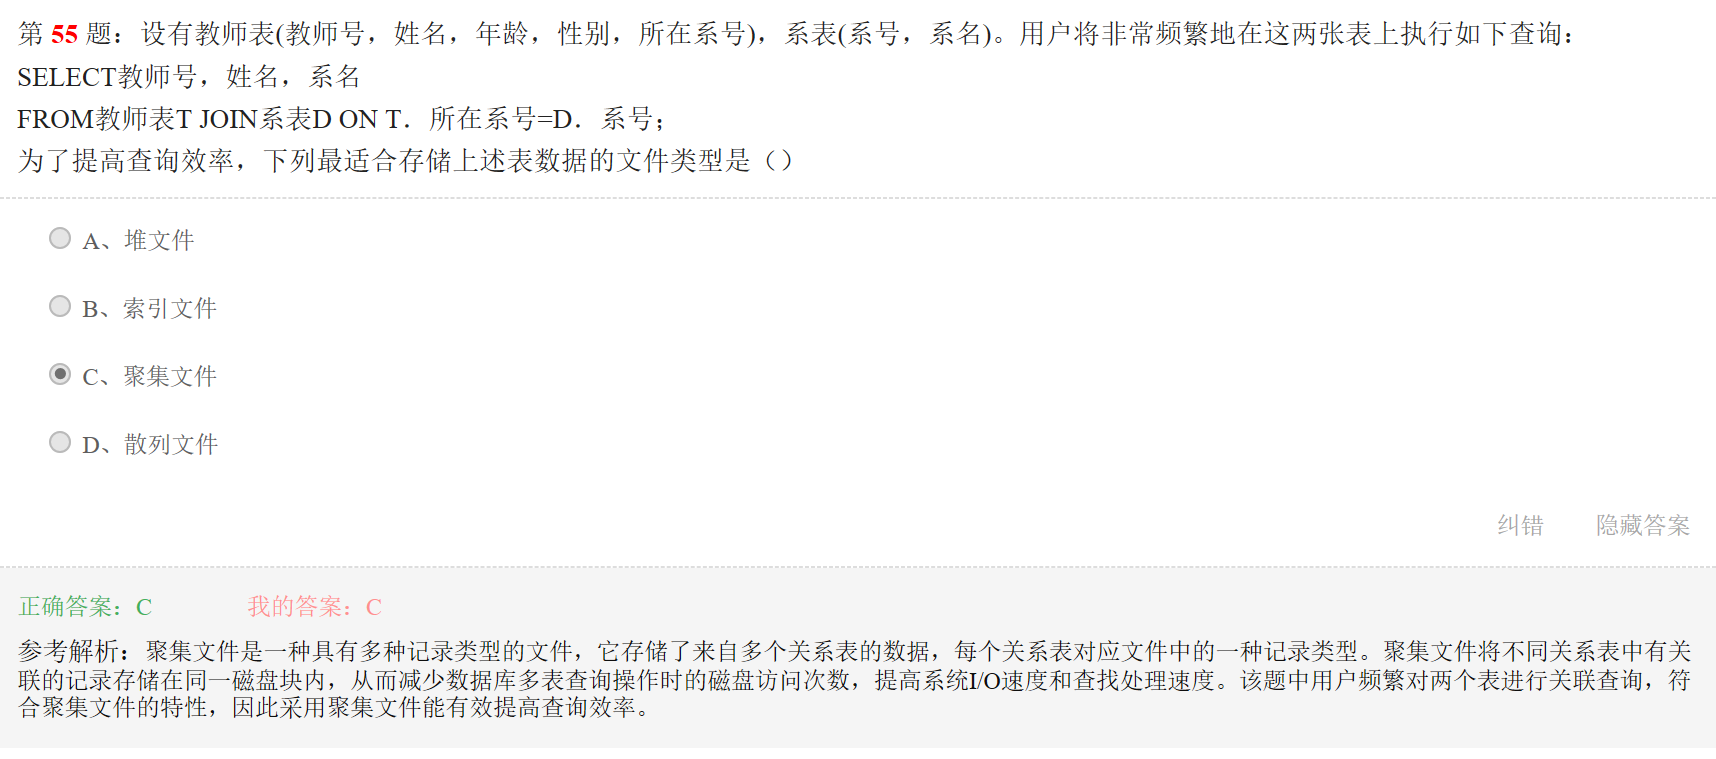 第 55 题：设有教师表(教师号，姓名，年龄，性别，所在系号)，系表(系号，系名)。用户将非常频繁地在这两张表上执行如下查询：
SELECT教师号，姓名，系名
FROM教师表T JOIN系表D ON T．所在系号=D．系号；
为了提高查询效率，下列最适合存储上述表数据的文件类型是（）
A、堆文件
B、索引文件
C、聚集文件
D、散列文件
纠错 隐藏答案
正确答案：C 我的答案：C
参考解析：聚集文件是一种具有多种记录类型的文件，它存储了来自多个关系表的数据，每个关系表对应文件中的一种记录类型。聚集文件将不同关系表中有关
联的记录存储在同一磁盘块内，从而减少数据库多表查询操作时的磁盘访问次数，提高系统I/O速度和查找处理速度。该题中用户频繁对两个表进行关联查询，符
合聚集文件的特性，因此采用聚集文件能有效提高查询效率。